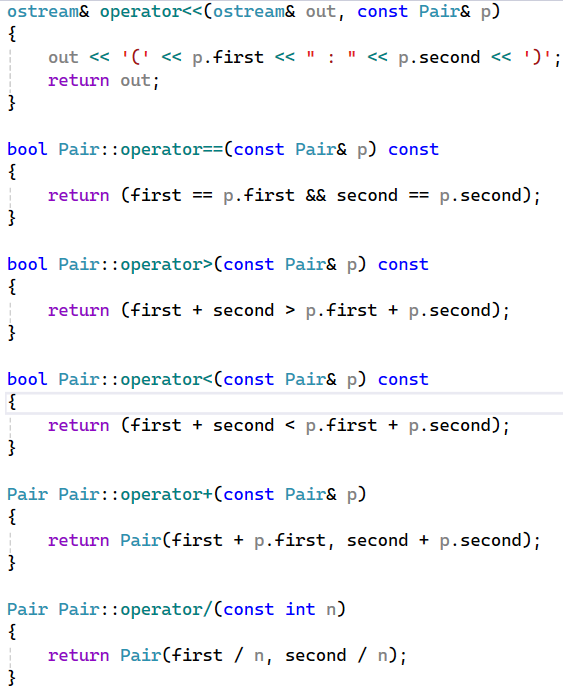 ostream& operator<<(ostream& out, const Pair& p)
{
    out << '(' << p.first << " : " << p.second << ')';
    return out;
}

bool Pair::operator==(const Pair& p) const
{
    return (first == p.first && second == p.second);
}

bool Pair::operator>(const Pair& p) const
{
    return (first + second > p.first + p.second);
}

bool Pair::operator<(const Pair& p) const
{
    return (first + second < p.first + p.second);
}

Pair Pair::operator+(const Pair& p)
{
    return Pair(first + p.first, second + p.second);
}

Pair Pair::operator/(const int n)
{
    return Pair(first / n, second / n);
}